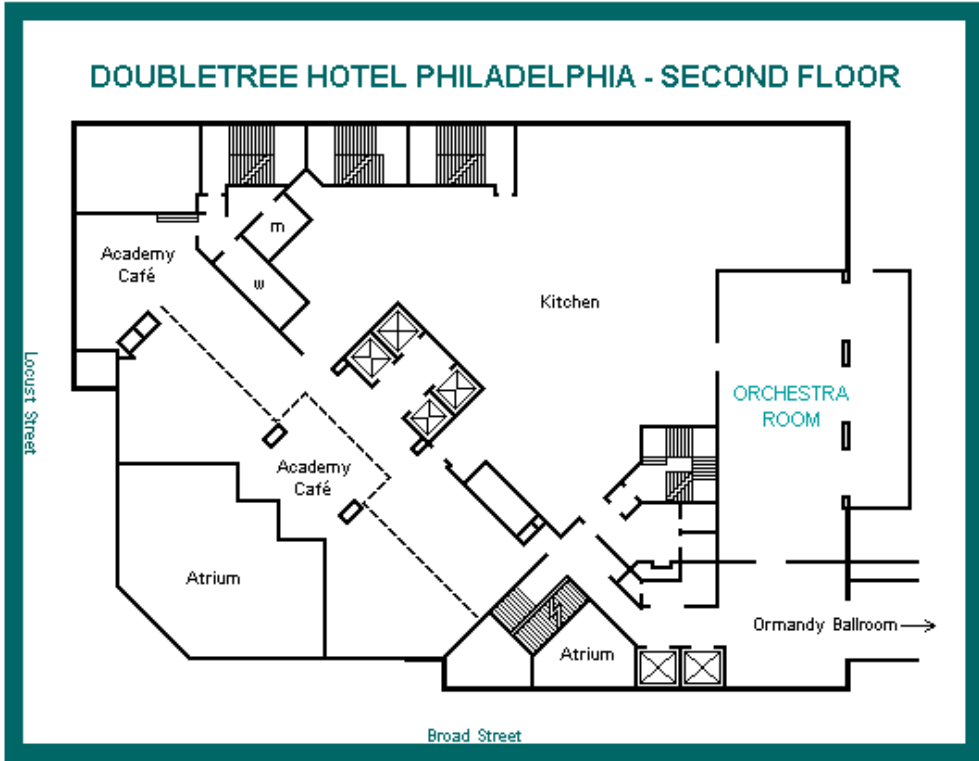 DOUBLETREE HOTEL PHILADELPHIA - SECOND FLOOR
m
Academy
Café
w
Kitchen
Locust Street
ORCHESTRA
ROOM
Academy
Café
Atrium
Ormandy Ballroom
Atrium
Broad Street